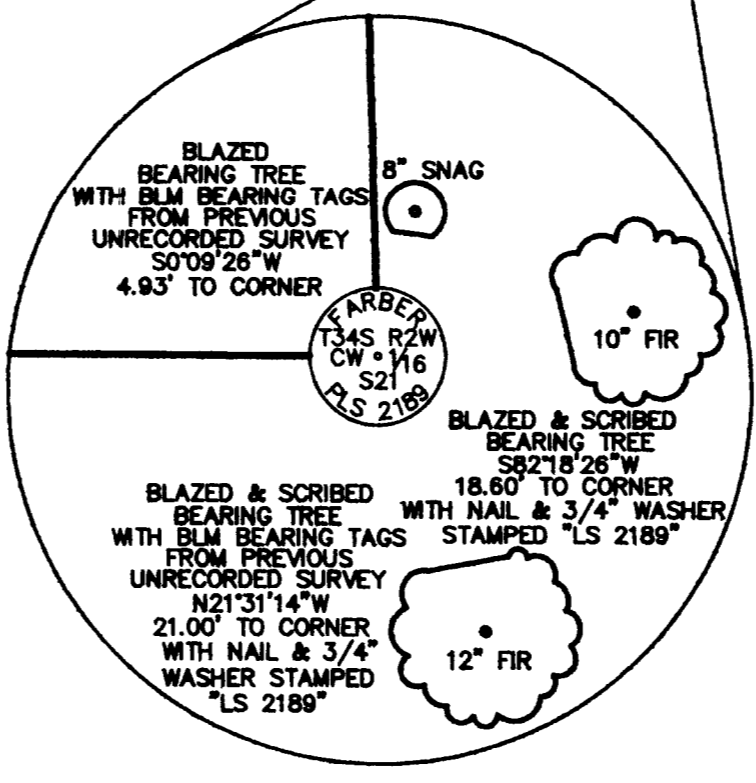 BLAZED
BEARING TREE
WITH BLM BEARING TAGS
FROM PREVIOUS
UNRECORDED SURVEY
S0°09'26"W
4.93' TO CORNER
8" SNAG
FARBER
T34S R2W
CW 1/16
S21
PLS 2189
10" FIR
BLAZED & SCRIBED
BEARING TREE
S82°18'26"W
18.60' TO CORNER
WITH NAIL & 3/4" WASHER
STAMPED "LS 2189"
BLAZED & SCRIBED
BEARING TREE
WITH BLM BEARING TAGS
FROM PREVIOUS
UNRECORDED SURVEY
N21°31'14"W
21.00' TO CORNER
WITH NAIL & 3/4"
WASHER STAMPED
"LS 2189"
12" FIR